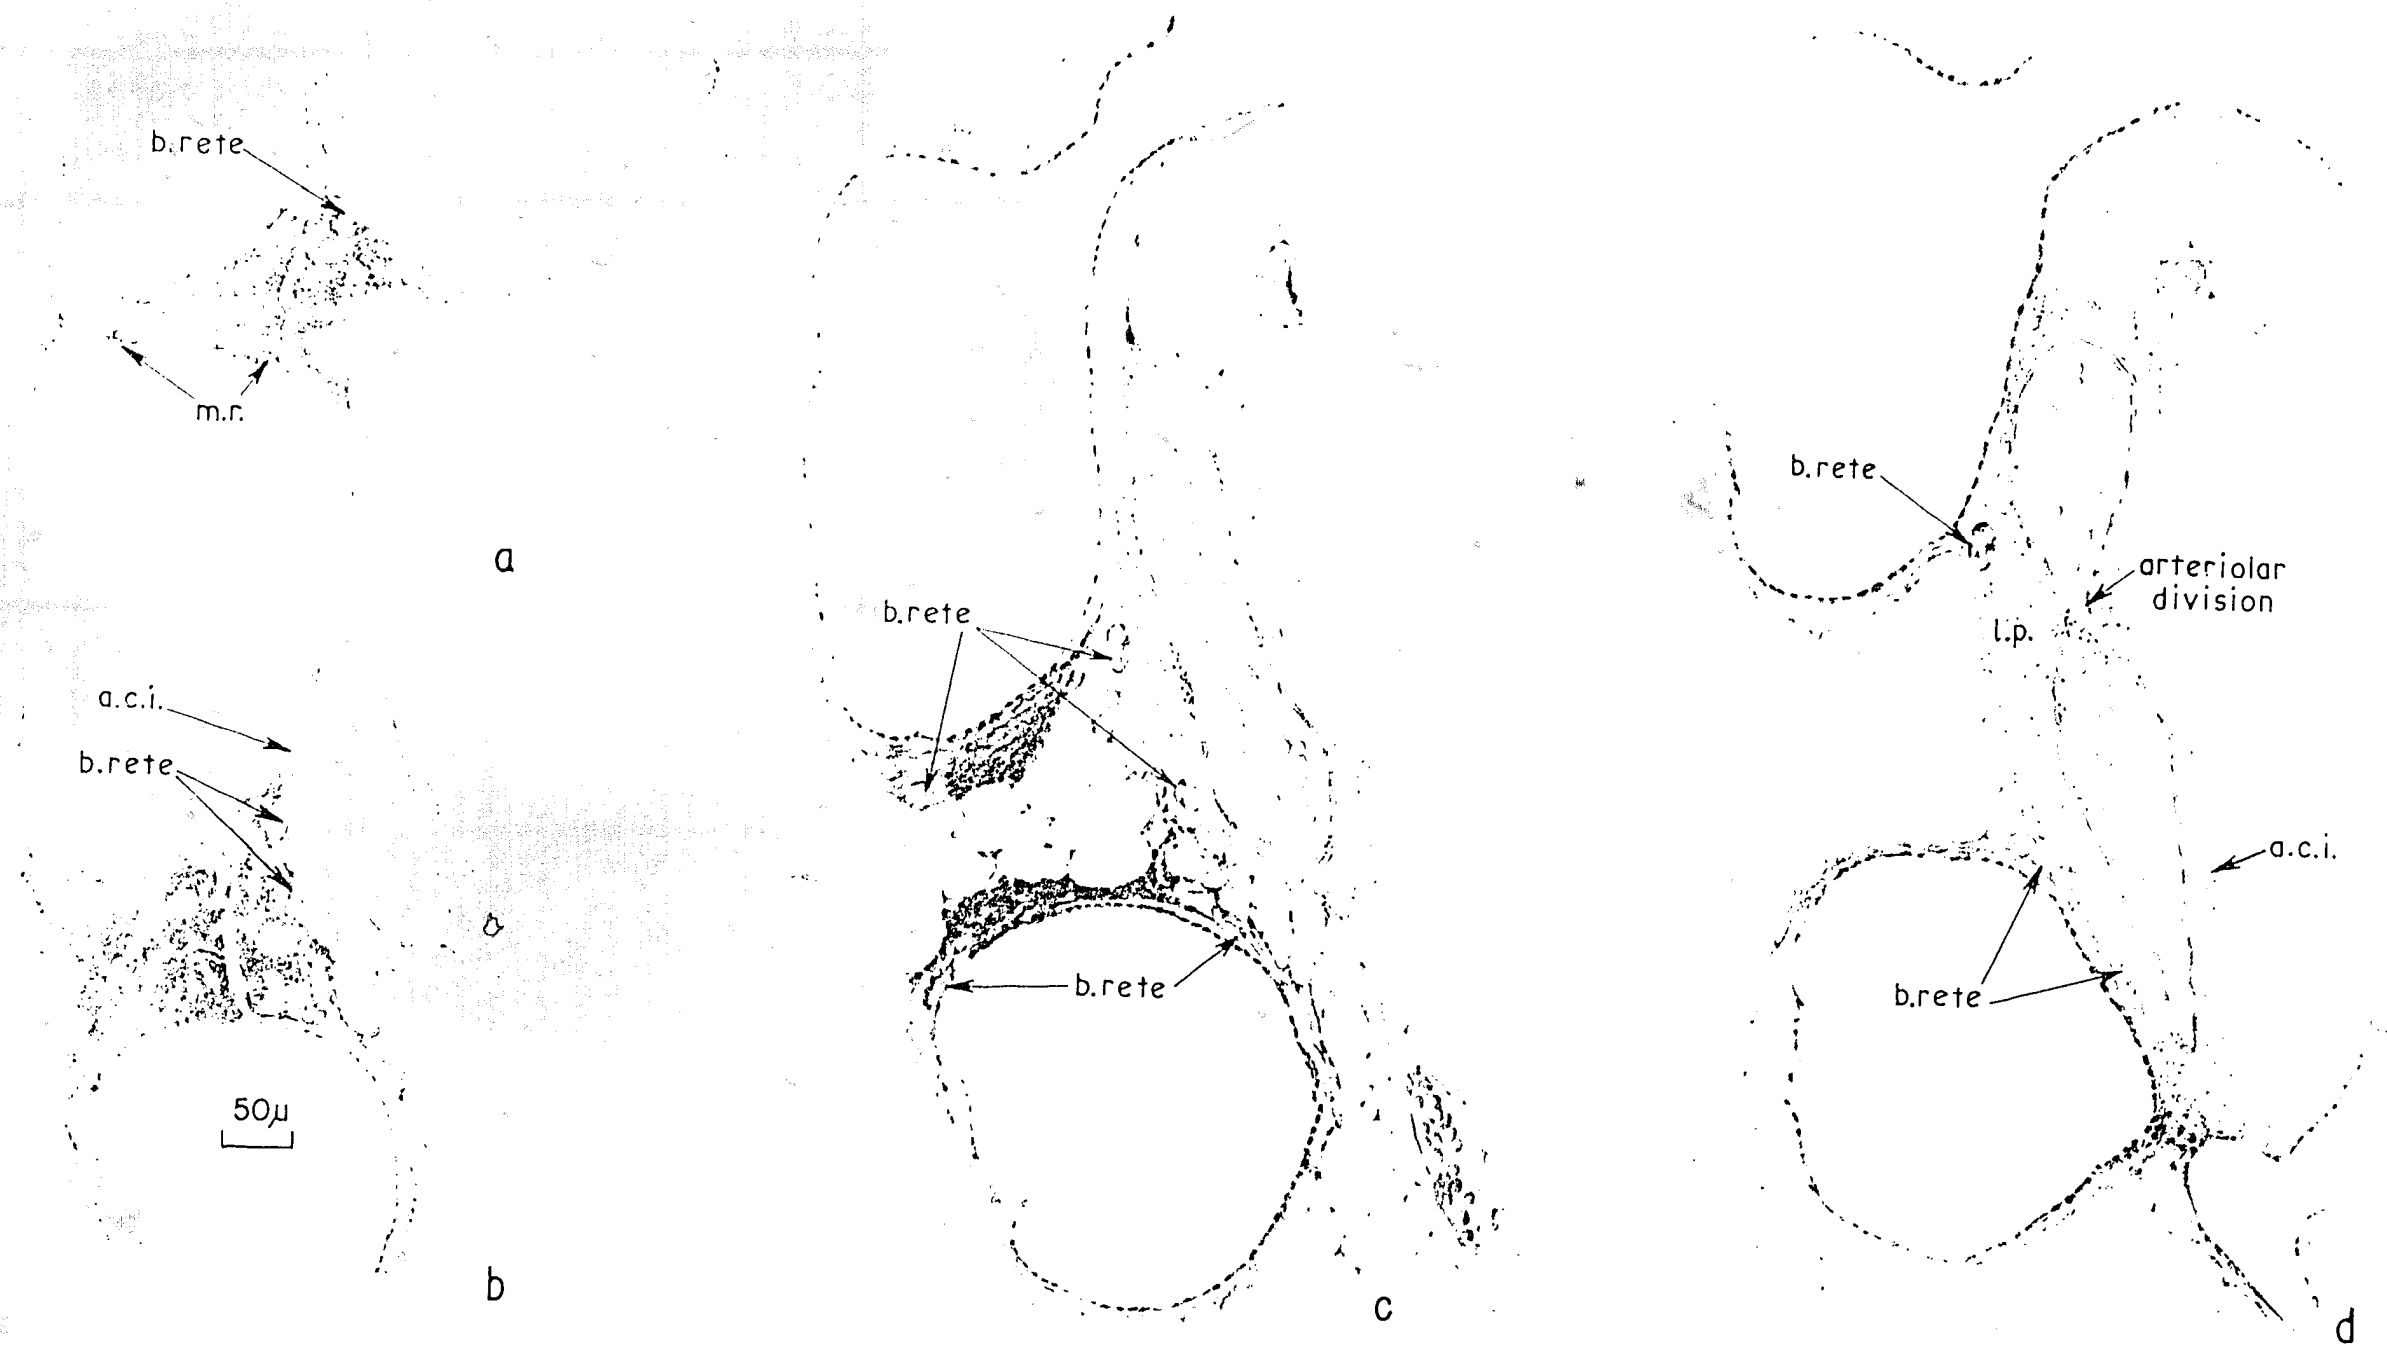 b.rete
m.r.
a
a.c.i.
b.rete
50μ
b
b.rete
b.rete
c
b.rete
arteriolar
division
l.p.
a.c.i.
b.rete
d